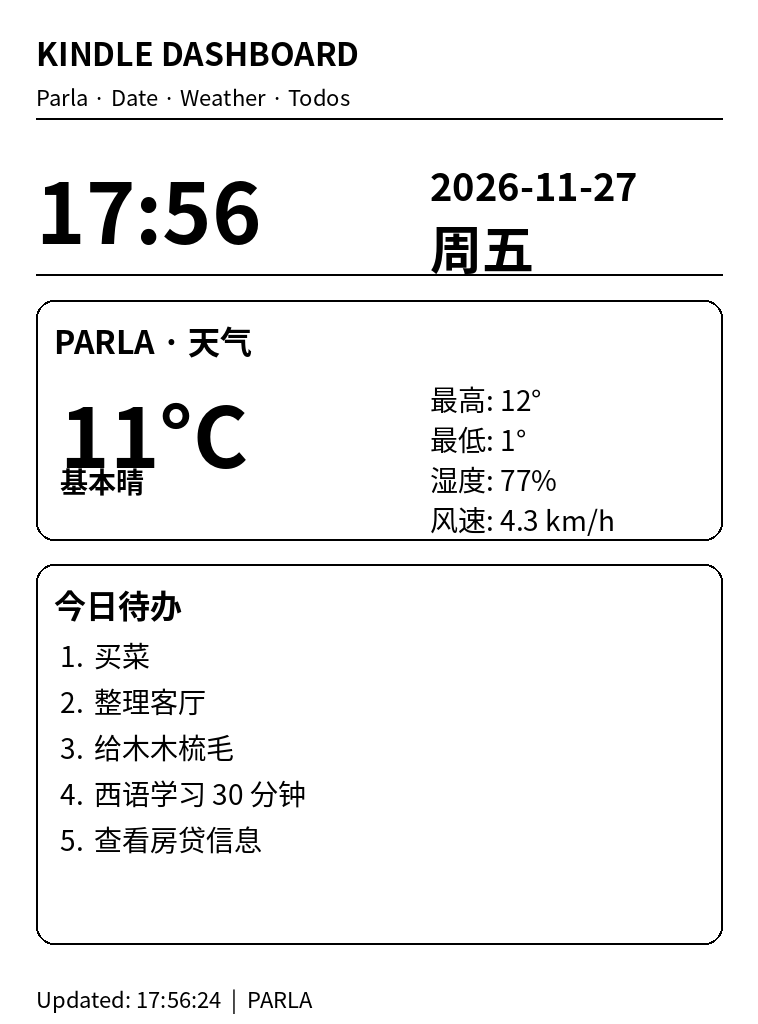 KINDLE DASHBOARD
Parla · Date · Weather · Todos
17:56
2026-11-27
周五
PARLA · 天气
11°C
基本晴
最高: 12°
最低: 1°
湿度: 77%
风速: 4.3 km/h
今日待办
1. 买菜
2. 整理客厅
3. 给木木梳毛
4. 西语学习 30 分钟
5. 查看房贷信息
Updated: 17:56:24 | PARLA